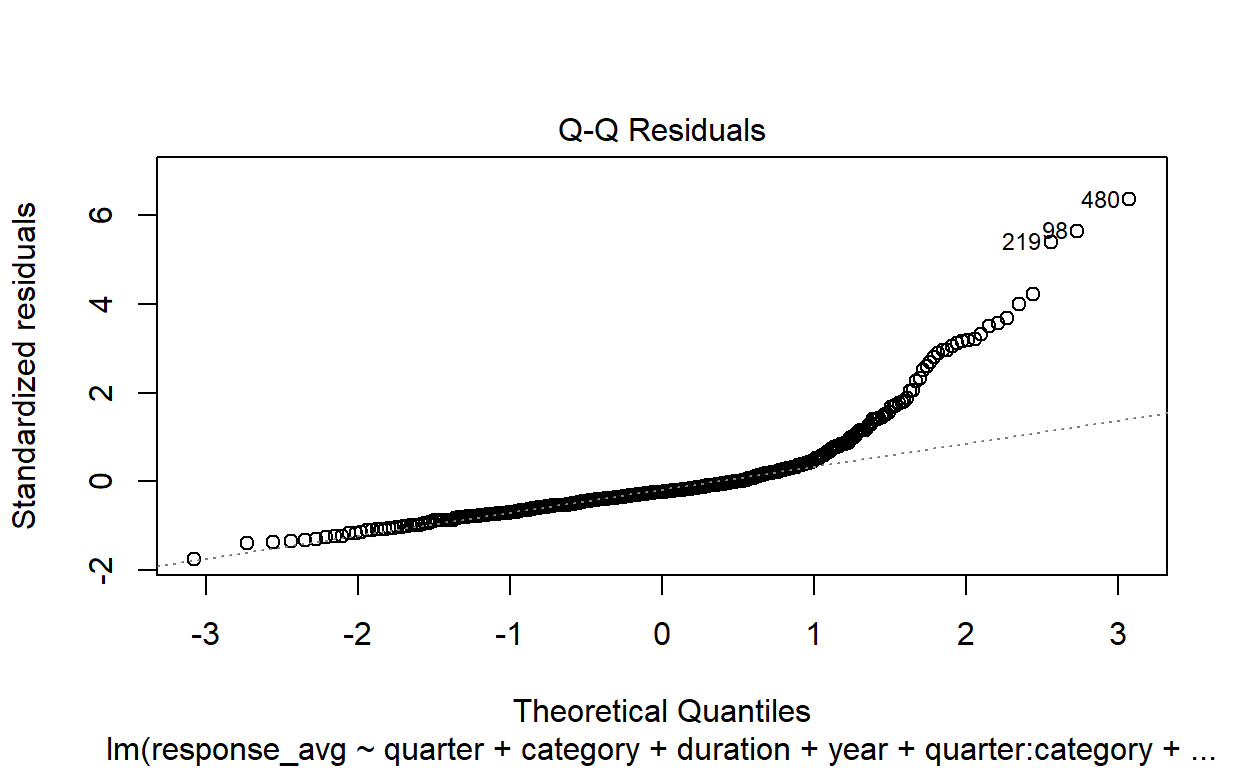 Q-Q Residuals
Standardized residuals
6
4
2
0
-2
480
98
219
-3 -2 -1 0 1 2 3
Theoretical Quantiles
lm(response_avg ~ quarter + category + duration + year + quarter:category + ...